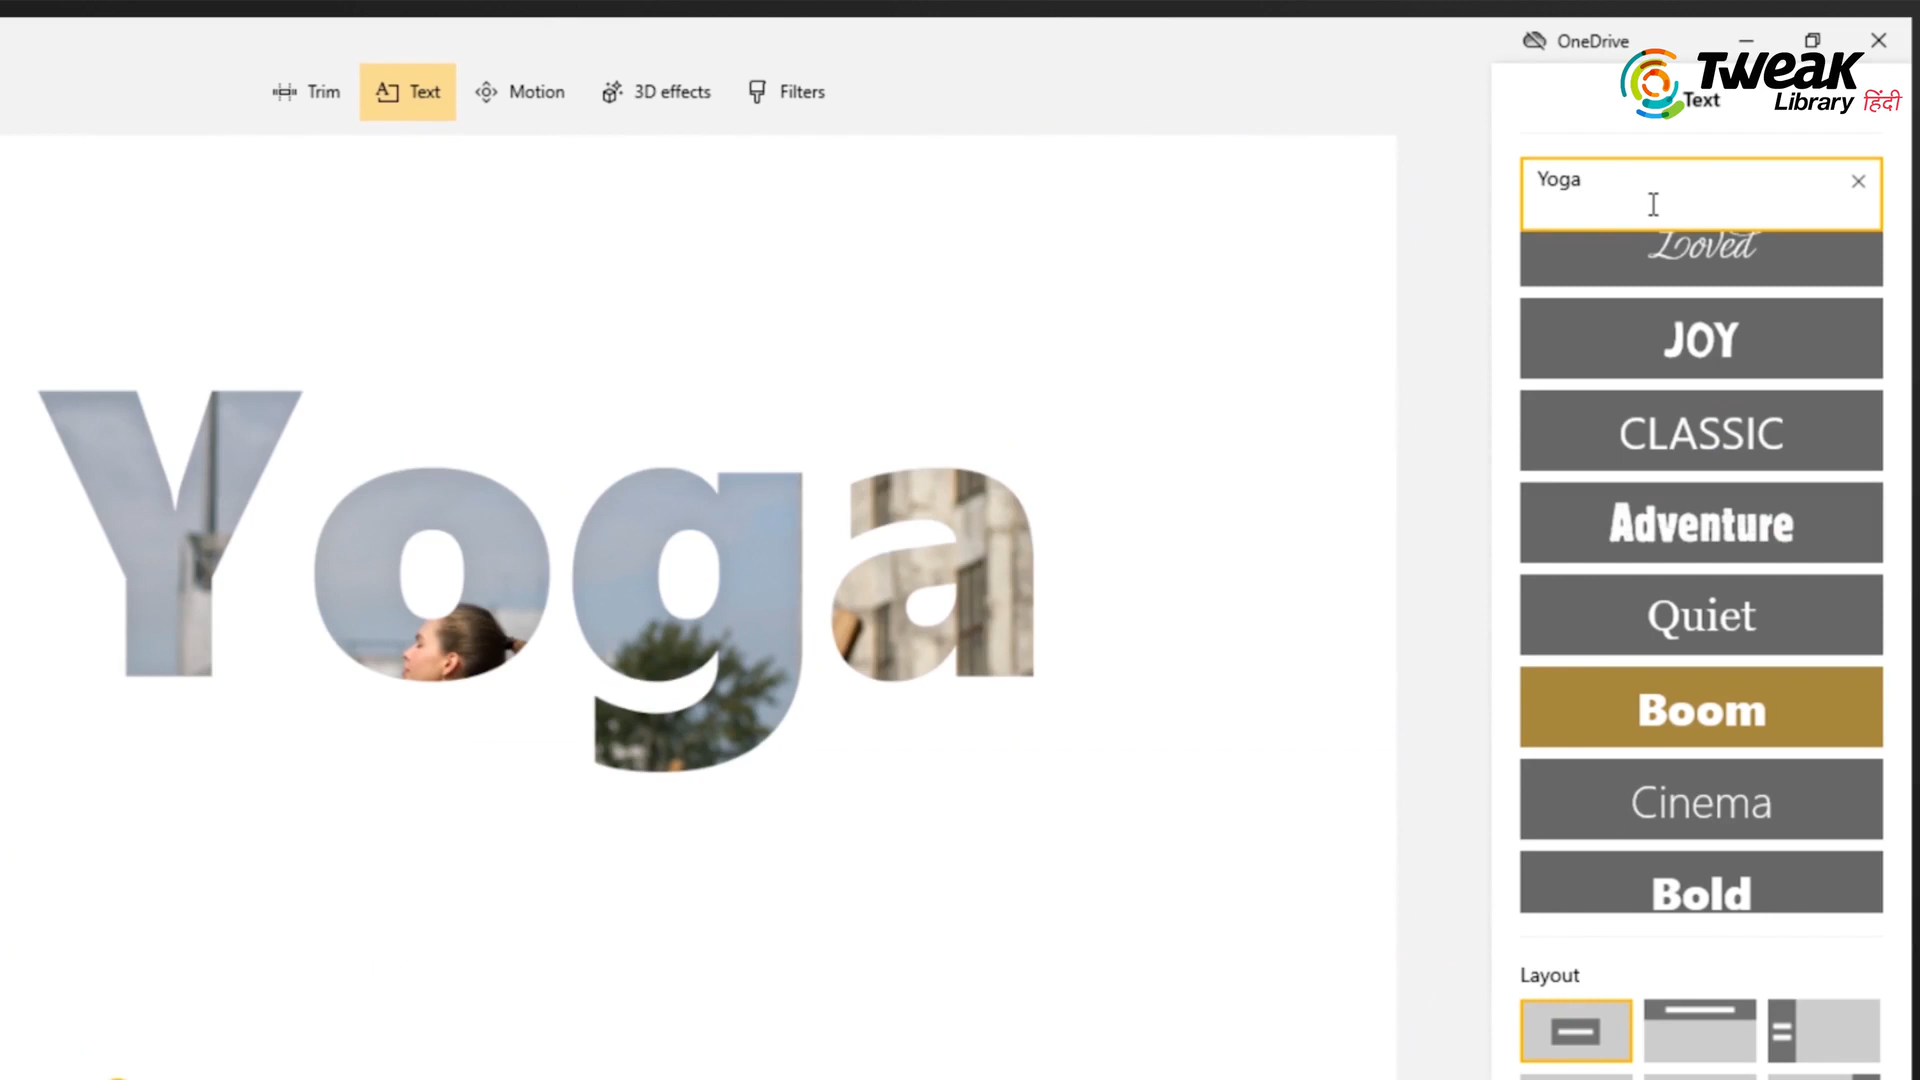 OneDrive
TWEAK
Library हिंदी
Trim
Text
Motion
3D effects
Filters
Text
Yoga
Loved
JOY
CLASSIC
Adventure
Quiet
Boom
Cinema
Bold
Layout
Yoga